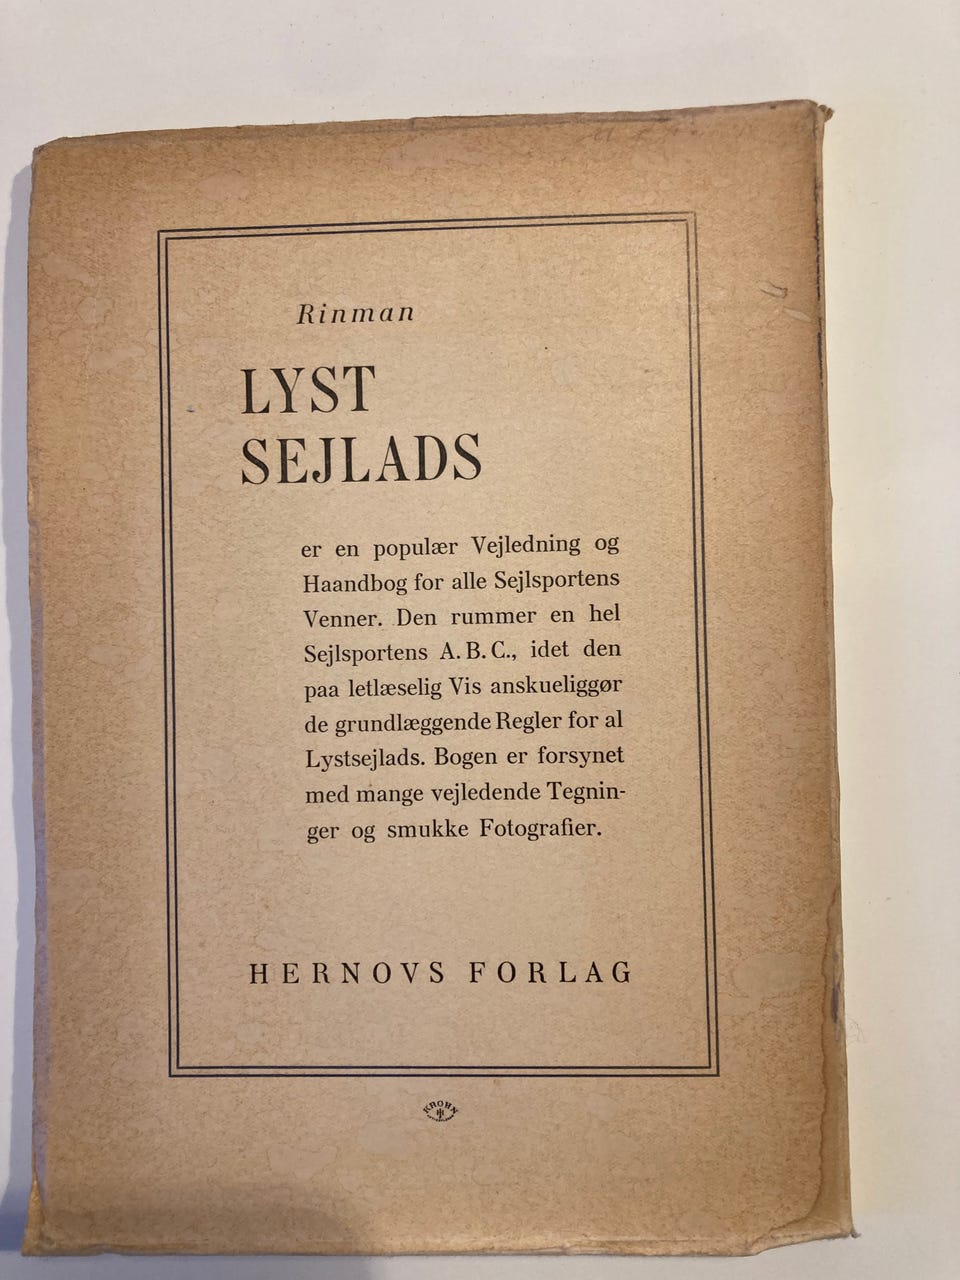 Rinman
LYST
SEJLADS
er en populær Vejledning og
Haandbog for alle Sejlsportens
Venner. Den rummer en hel
Sejlsportens A. B. C., idet den
paa letlæselig Vis anskueliggør
de grundlæggende Regler for al
Lystsejlads. Bogen er forsynet
med mange vejledende Tegnin-
ger og smukke Fotografier.
HERNOVS FORLAG
KROHN